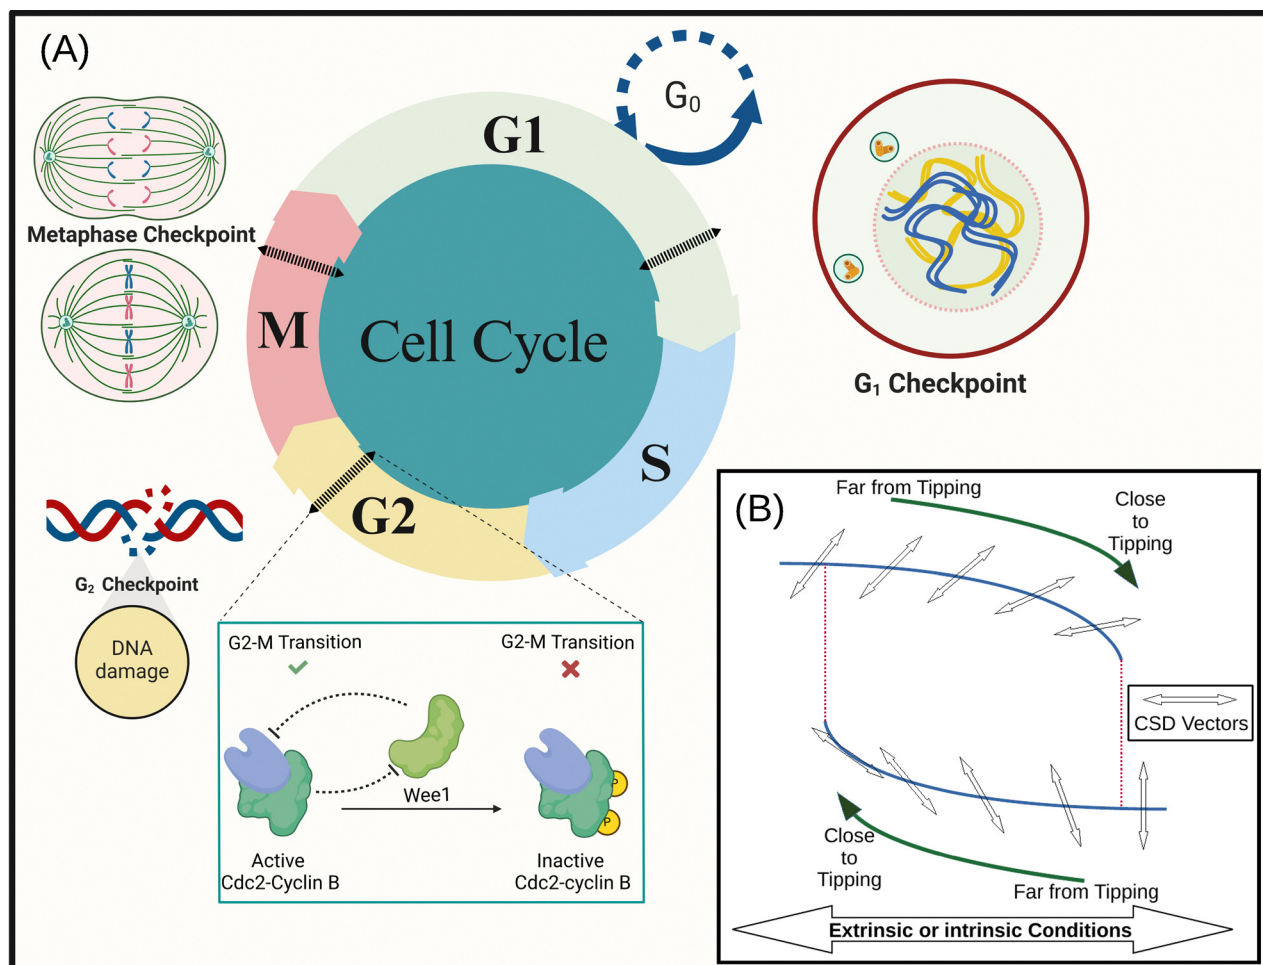 (A)
G0
G1
Metaphase Checkpoint
M
Cell Cycle
G1 Checkpoint
S
G2
G2 Checkpoint
DNA
damage
G2-M Transition
G2-M Transition
Wee1
P
P
Active
Cdc2-Cyclin B
Inactive
Cdc2-cyclin B
(B)
Far from Tipping
Close
to
Tipping
CSD Vectors
Close
to
Tipping
Far from Tipping
Extrinsic or intrinsic Conditions